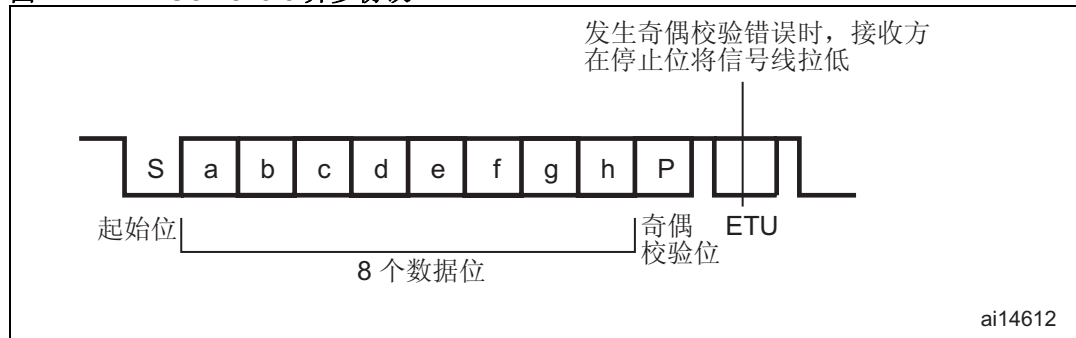 发生奇偶校验错误时，接收方
在停止位将信号线拉低
S a b c d e f g h P
起始位
奇偶
校验位
ETU
8 个数据位
ai14612